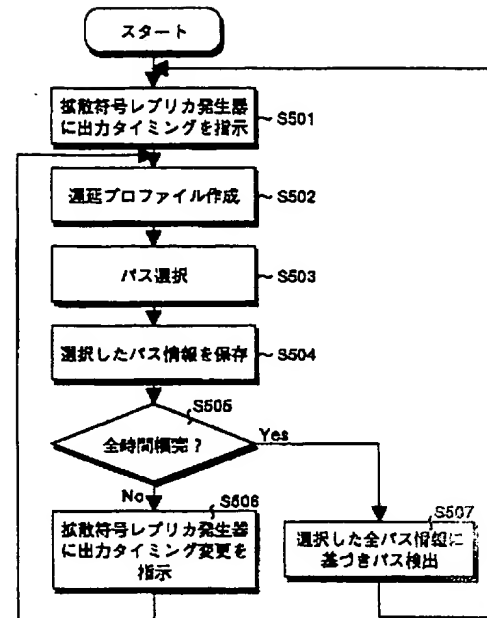 スタート
拡散符号レプリカ発生器
に出力タイミングを指示
S501
遅延プロファイル作成
S502
パス選択
S503
選択したパス情報を保存
S504
S505
全時間補完？
Yes
No
S506
拡散符号レプリカ発生器
に出力タイミング変更を
指示
S507
選択した全パス情報に
基づきパス検出